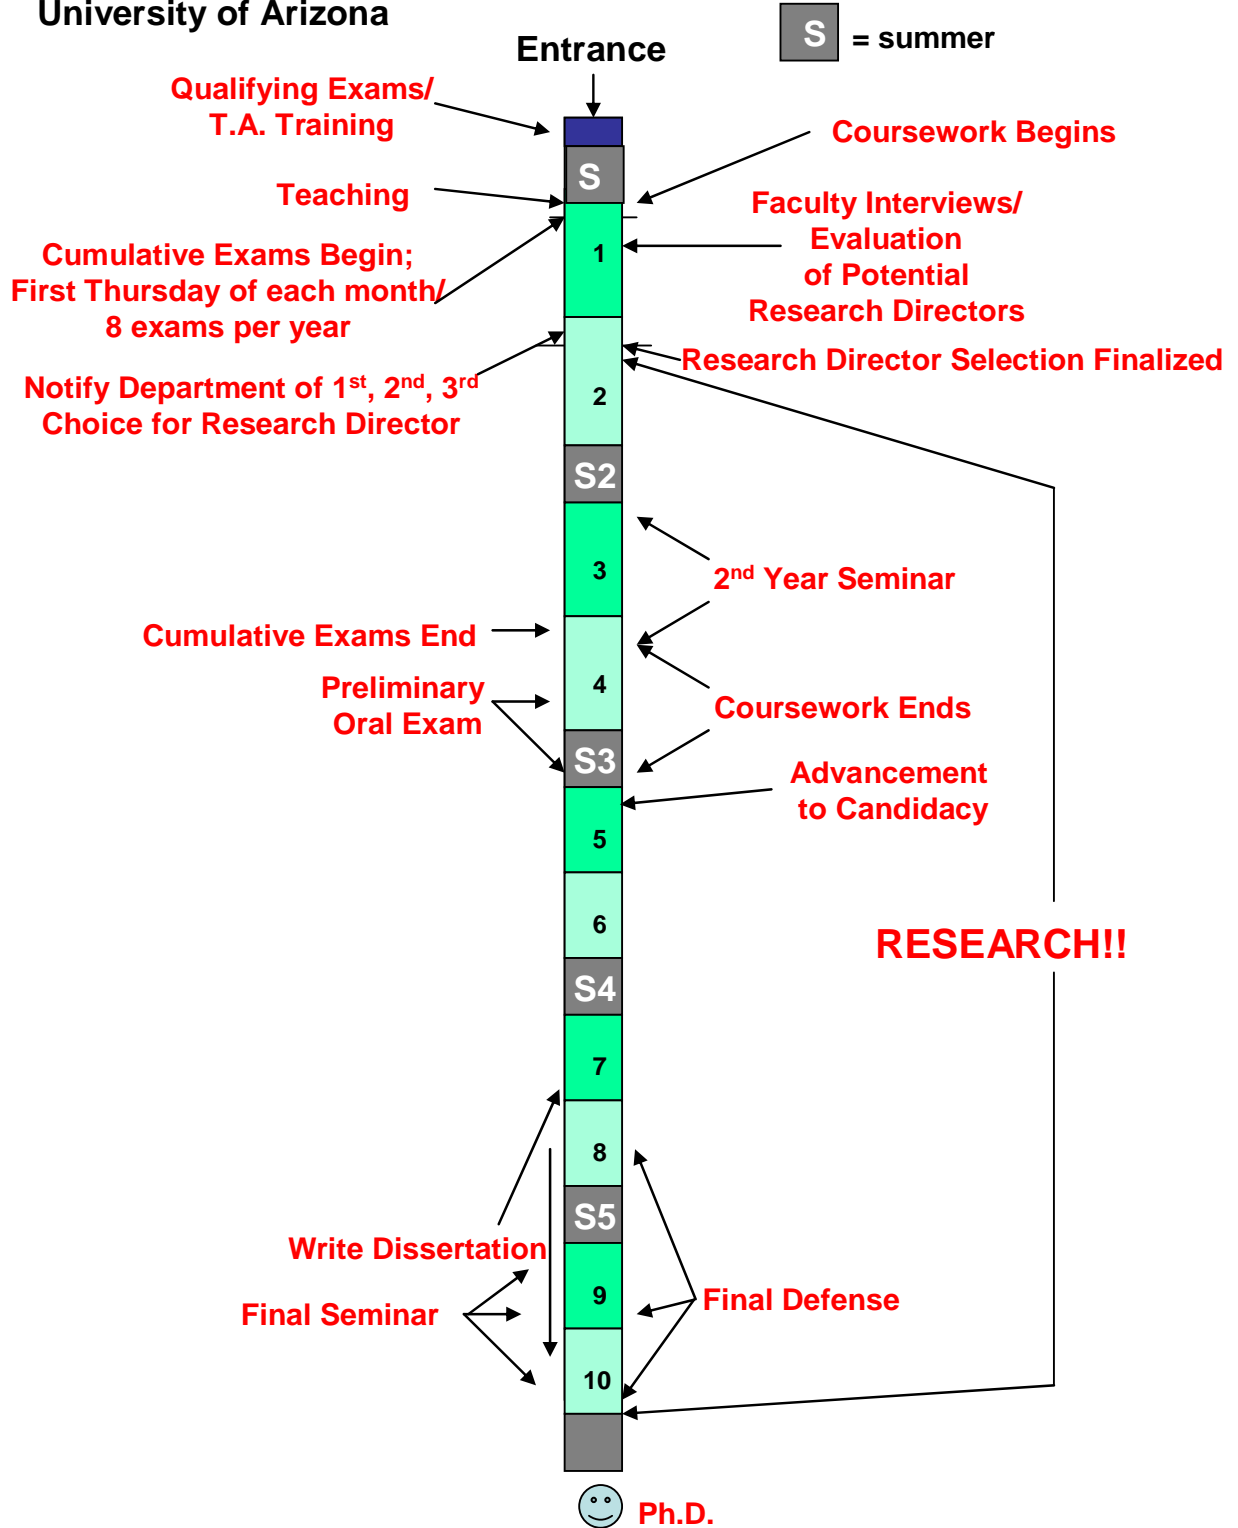 University of Arizona
S = summer
Entrance
Qualifying Exams/
T.A. Training
Coursework Begins
S
Teaching
Faculty Interviews/
Evaluation
of Potential
Research Directors
1
Cumulative Exams Begin;
First Thursday of each month/
8 exams per year
Research Director Selection Finalized
Notify Department of 1st, 2nd, 3rd
Choice for Research Director
2
S2
3
2nd Year Seminar
Cumulative Exams End
4
Preliminary
Oral Exam
Coursework Ends
S3
Advancement
to Candidacy
5
6
RESEARCH!!
S4
7
8
S5
Write Dissertation
9
Final Seminar
Final Defense
10
Ph.D.